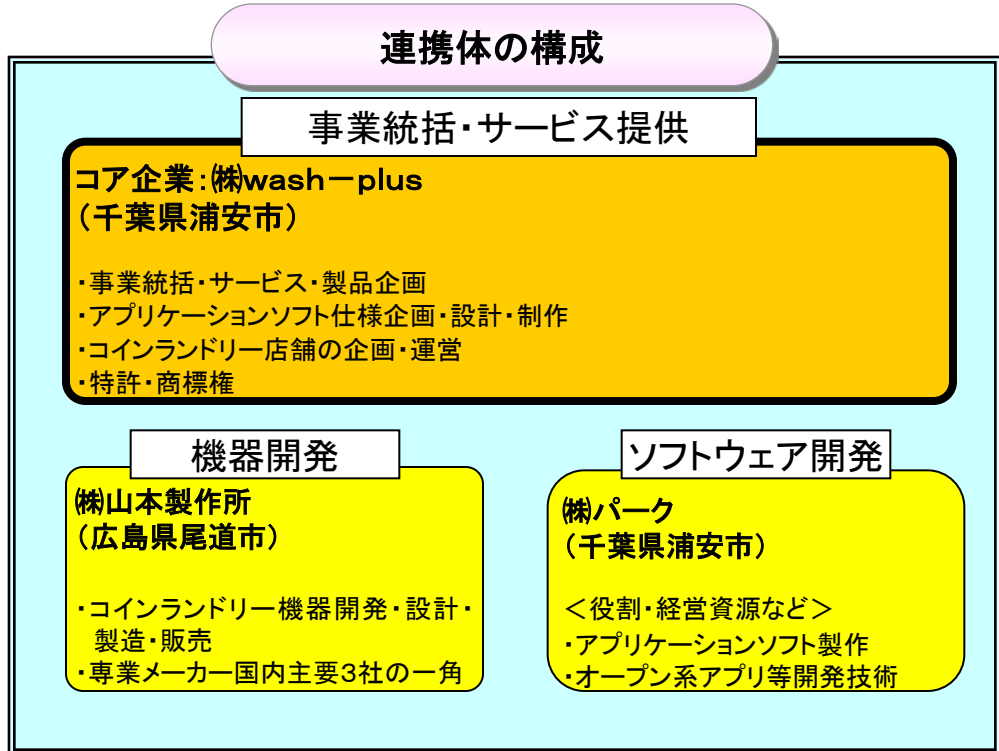 連携体の構成
事業統括・サービス提供
コア企業:㈱wash－plus
(千葉県浦安市)
・事業統括・サービス・製品企画
・アプリケーションソフト仕様企画・設計・制作
・コインランドリー店舗の企画・運営
・特許・商標権
機器開発
㈱山本製作所
(広島県尾道市)
・コインランドリー機器開発・設計・
製造・販売
・専業メーカー国内主要3社の一角
ソフトウェア開発
㈱パーク
(千葉県浦安市)
＜役割・経営資源など＞
・アプリケーションソフト製作
・オープン系アプリ等開発技術